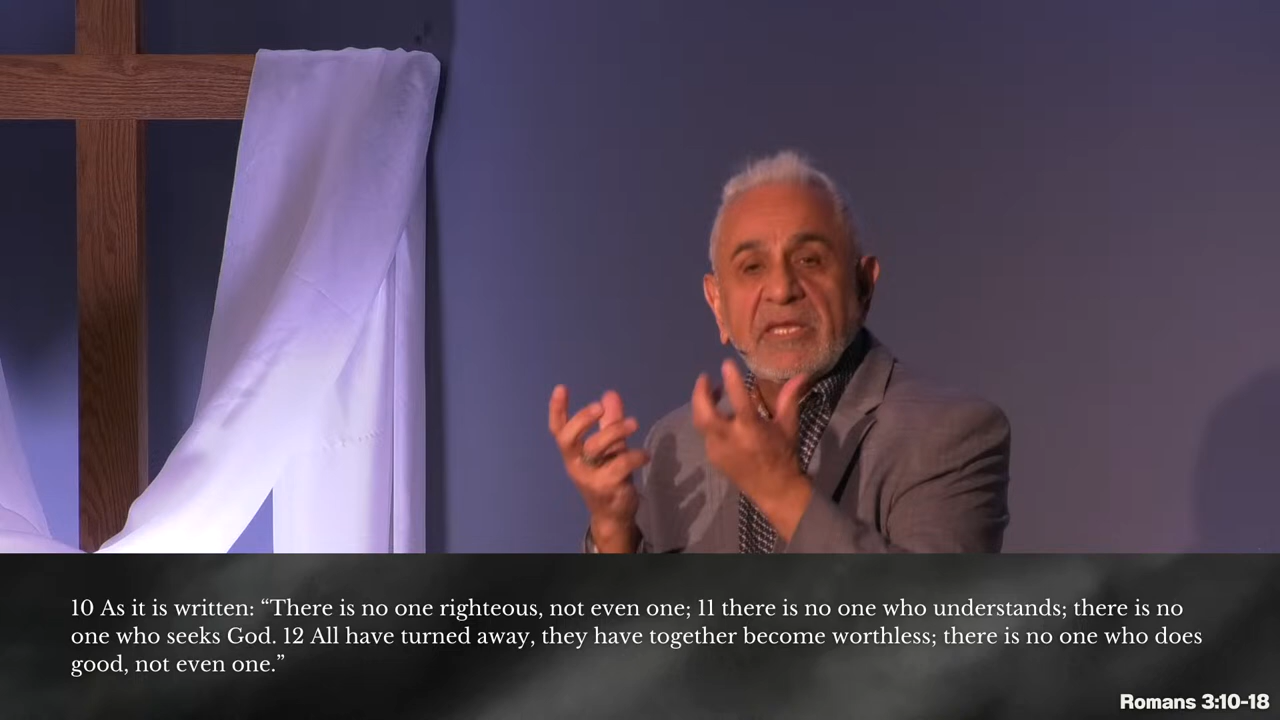 10 As it is written: “There is no one righteous, not even one; 11 there is no one who understands; there is no
one who seeks God. 12 All have turned away, they have together become worthless; there is no one who does
good, not even one.”
Romans 3:10-18